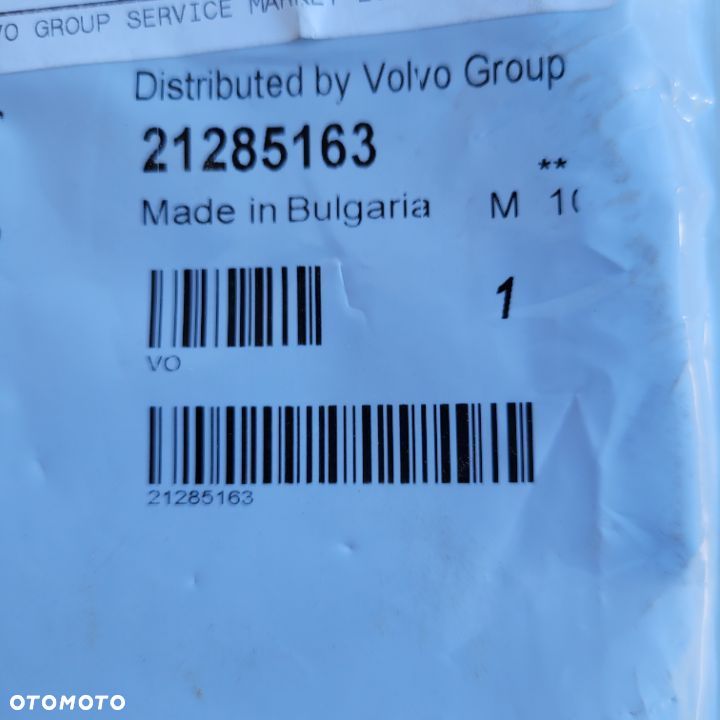 GROUP SERVICE MARKET
Distributed by Volvo Group
21285163
**
Made in Bulgaria M
1
VO
21285163
OTOMOTO